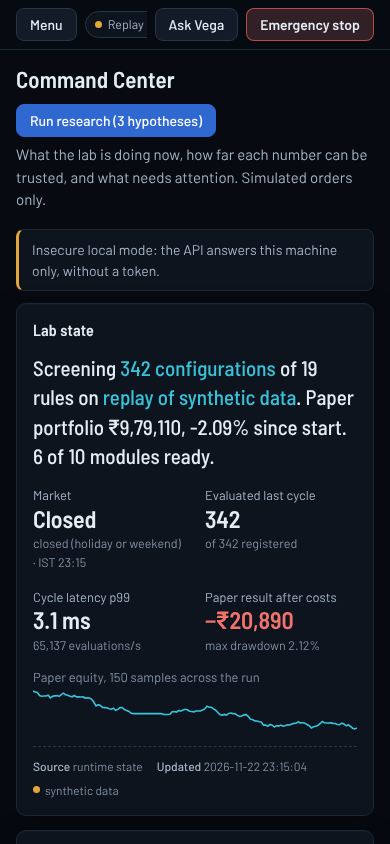 Menu
Replay
Ask Vega
Emergency stop
Command Center
Run research (3 hypotheses)
What the lab is doing now, how far each number can be
trusted, and what needs attention. Simulated orders
only.
Insecure local mode: the API answers this machine
only, without a token.
Lab state
Screening 342 configurations of 19
rules on replay of synthetic data. Paper
portfolio ₹9,79,110, -2.09% since start.
6 of 10 modules ready.
Market
Closed
closed (holiday or weekend)
· IST 23:15
Evaluated last cycle
342
of 342 registered
Cycle latency p99
3.1 ms
65,137 evaluations/s
Paper result after costs
−₹20,890
max drawdown 2.12%
Paper equity, 150 samples across the run
Source runtime state Updated 2026-11-22 23:15:04
synthetic data